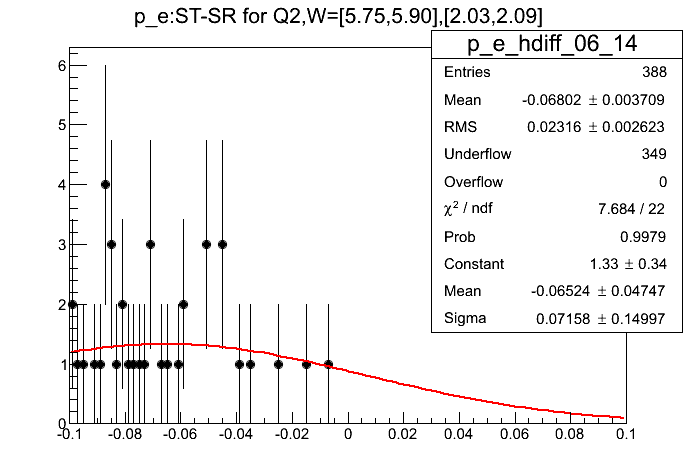 p_e:ST-SR for Q2,W=[5.75,5.90],[2.03,2.09]
p_e_hdiff_06_14
Entries 388
Mean -0.06802 ± 0.003709
RMS 0.02316 ± 0.002623
Underflow 349
Overflow 0
χ² / ndf 7.684 / 22
Prob 0.9979
Constant 1.33 ± 0.34
Mean -0.06524 ± 0.04747
Sigma 0.07158 ± 0.14997
6
5
4
3
2
1
0
-0.1 -0.08 -0.06 -0.04 -0.02 0 0.02 0.04 0.06 0.08 0.1